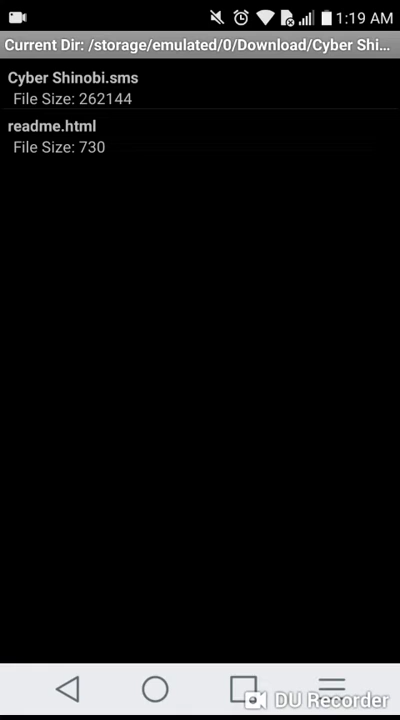 1:19 AM
Current Dir: /storage/emulated/0/Download/Cyber Shi...
Cyber Shinobi.sms
File Size: 262144
readme.html
File Size: 730
DU Recorder